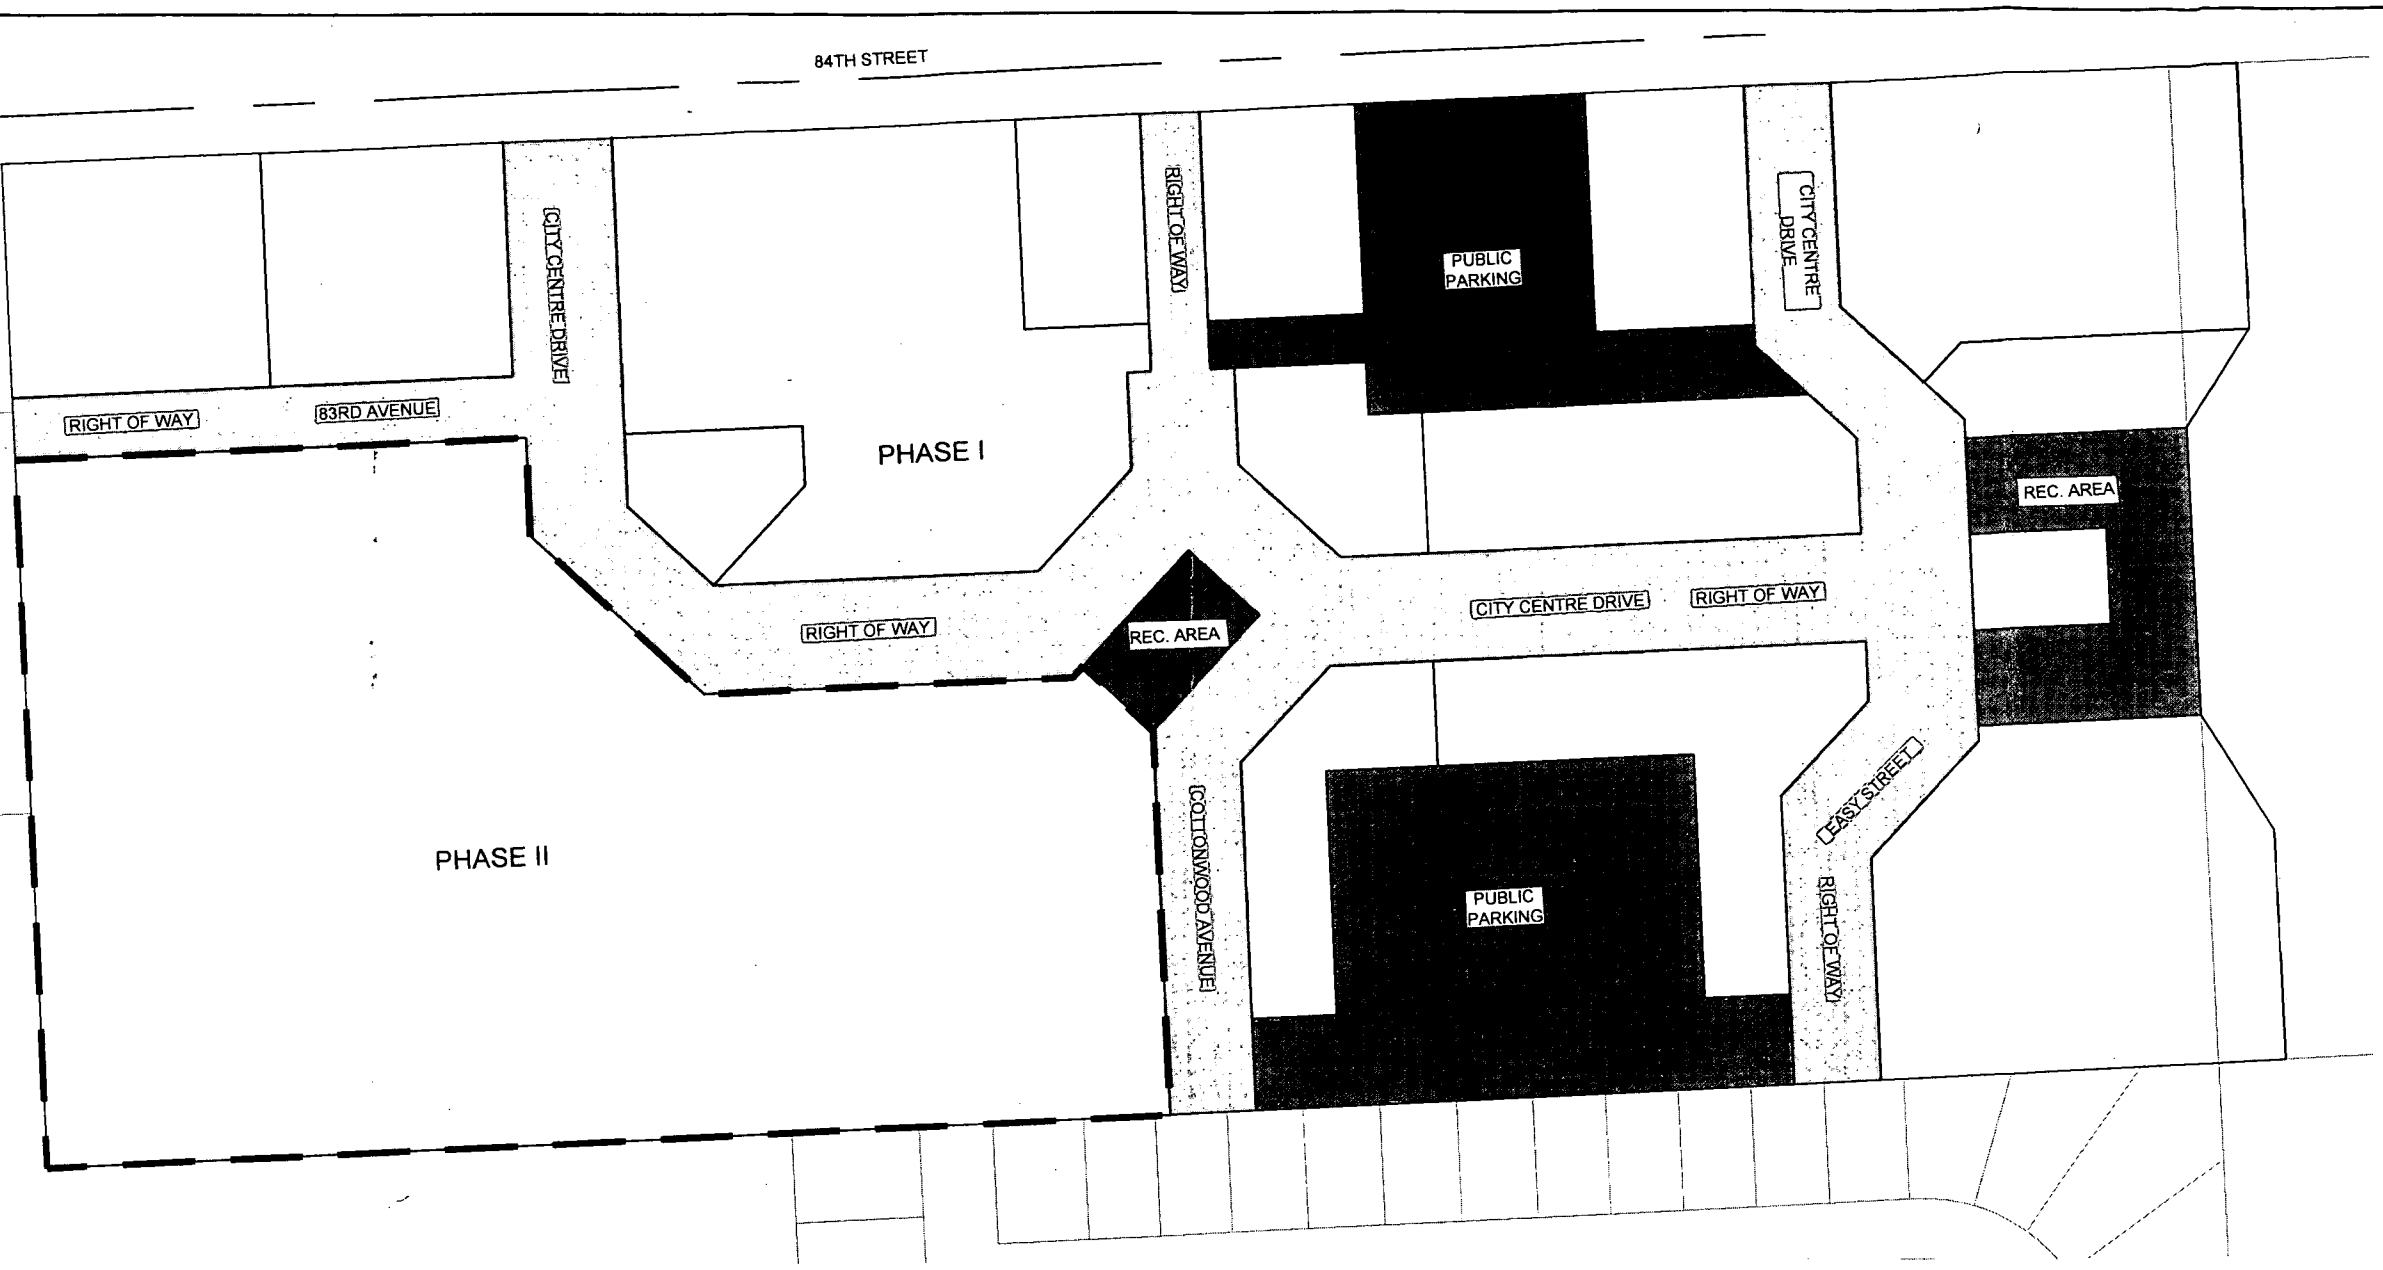 84TH STREET
RIGHT OF WAY
CITY CENTRE
DRIVE
CITY CENTRE DRIVE
PUBLIC
PARKING
RIGHT OF WAY
83RD AVENUE
PHASE I
REC. AREA
RIGHT OF WAY
REC. AREA
CITY CENTRE DRIVE
RIGHT OF WAY
EASY STREET
COTTONWOOD AVENUE
PHASE II
PUBLIC
PARKING
RIGHT OF WAY